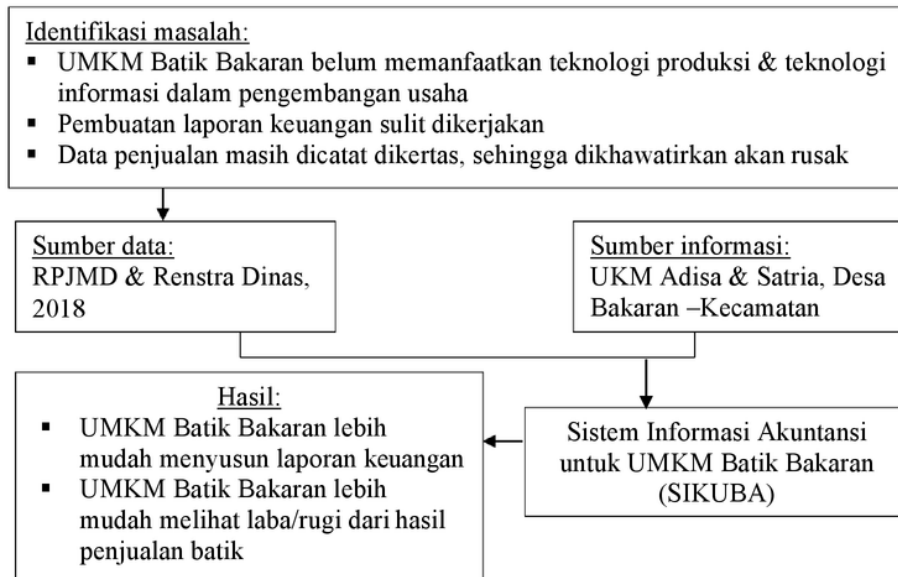 Identifikasi masalah:
▪ UMKM Batik Bakaran belum memanfaatkan teknologi produksi & teknologi
informasi dalam pengembangan usaha
▪ Pembuatan laporan keuangan sulit dikerjakan
▪ Data penjualan masih dicatat dikertas, sehingga dikhawatirkan akan rusak
Sumber data:
RPJMD & Renstra Dinas,
2018
Sumber informasi:
UKM Adisa & Satria, Desa
Bakaran –Kecamatan
Sistem Informasi Akuntansi
untuk UMKM Batik Bakaran
(SIKUBA)
Hasil:
▪ UMKM Batik Bakaran lebih
mudah menyusun laporan keuangan
▪ UMKM Batik Bakaran lebih
mudah melihat laba/rugi dari hasil
penjualan batik